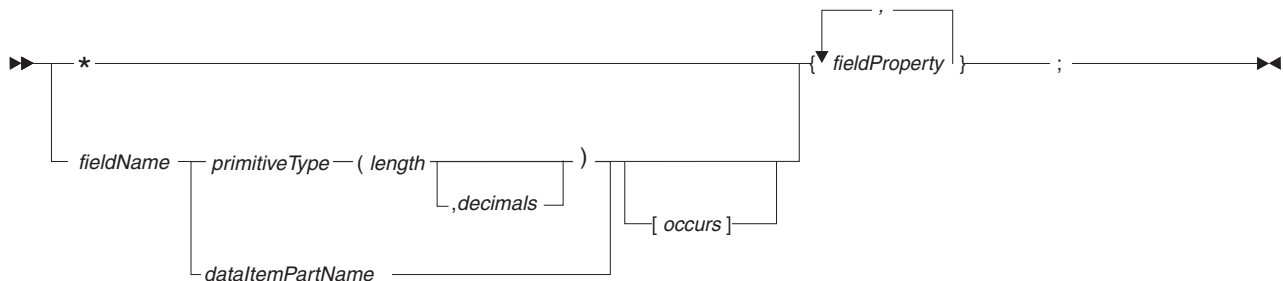 ,
* { fieldProperty } ;
fieldName primitiveType ( length )
,decimals
[ occurs ]
dataItemPartName